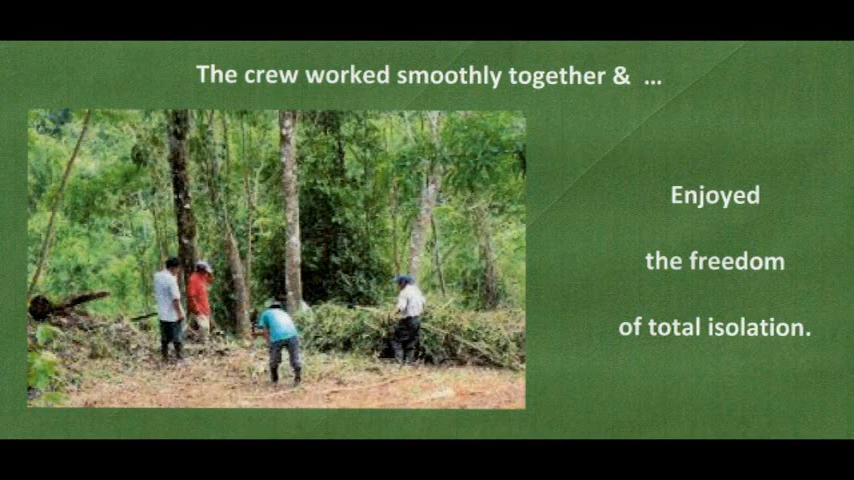 The crew worked smoothly together & ...
Enjoyed
the freedom
of total isolation.